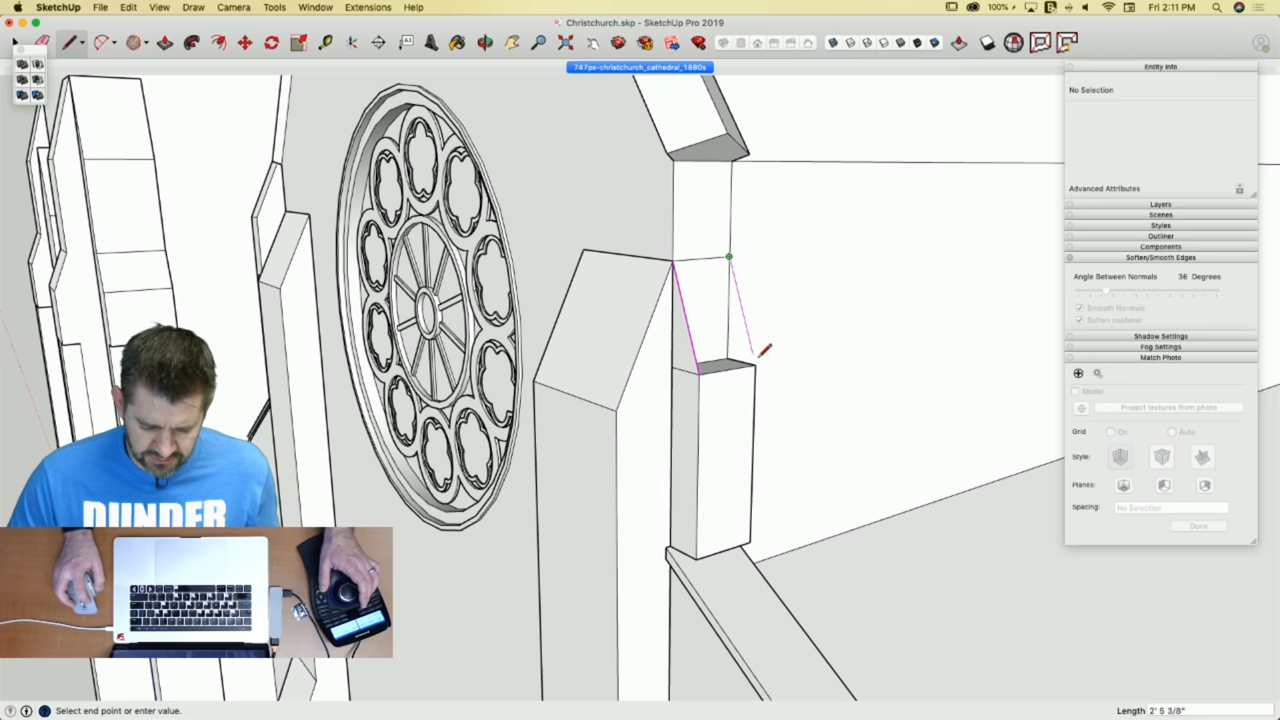 SketchUp File Edit View Draw Camera Tools Window Extensions Help
100% Fri 2:11 PM
Christchurch.skp - SketchUp Pro 2019
747px-christchurch_cathedral_1880s
Entity Info
No Selection
Advanced Attributes
Layers
Scenes
Styles
Outliner
Components
Soften/Smooth Edges
Angle Between Normals 36 Degrees
Smooth Normals
Soften coplanar
Shadow Settings
Fog Settings
Match Photo
Model
Project textures from photo
Grid On Auto
Style:
Planes:
Spacing: No Selection
Done
DUNDER
Select end point or enter value.
Length 2' 5 3/8"